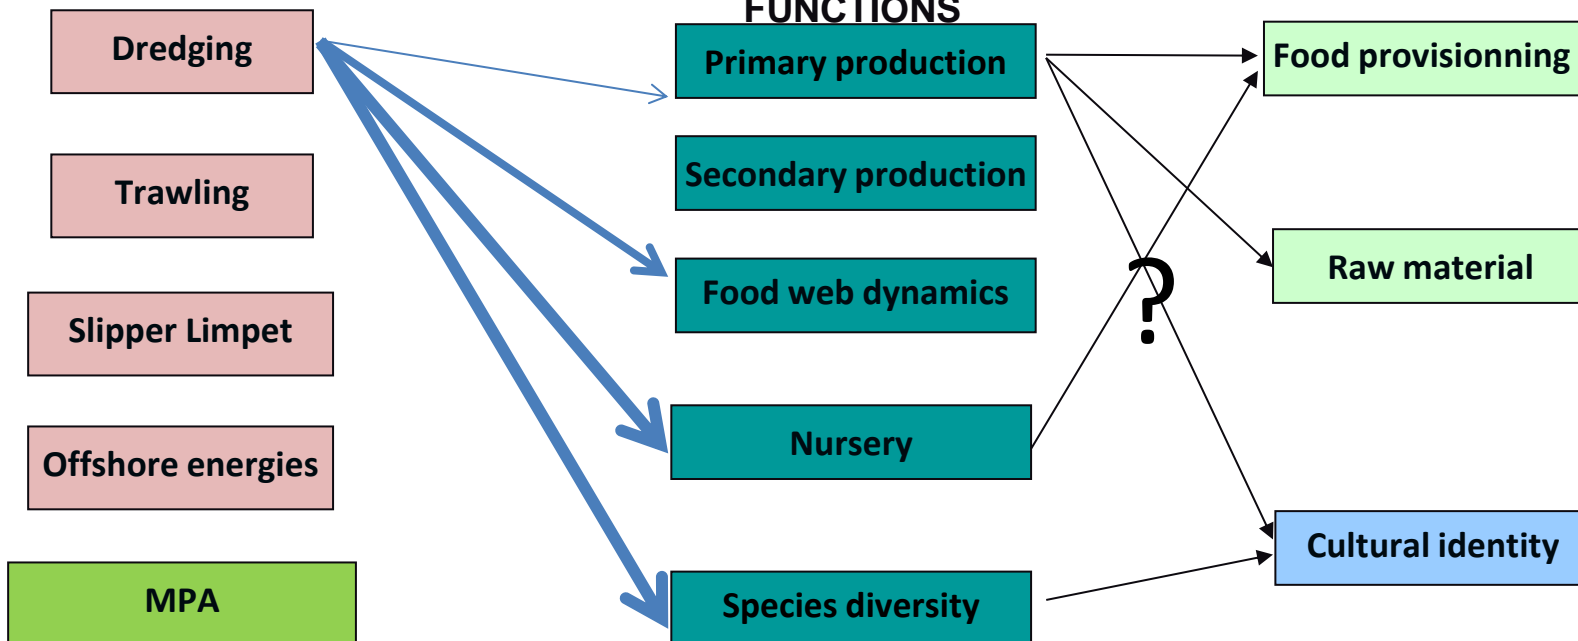 FUNCTIONS
Dredging
Primary production
Food provisionning
Secondary production
Trawling
Raw material
Food web dynamics
?
Slipper Limpet
Nursery
Offshore energies
Cultural identity
MPA
Species diversity